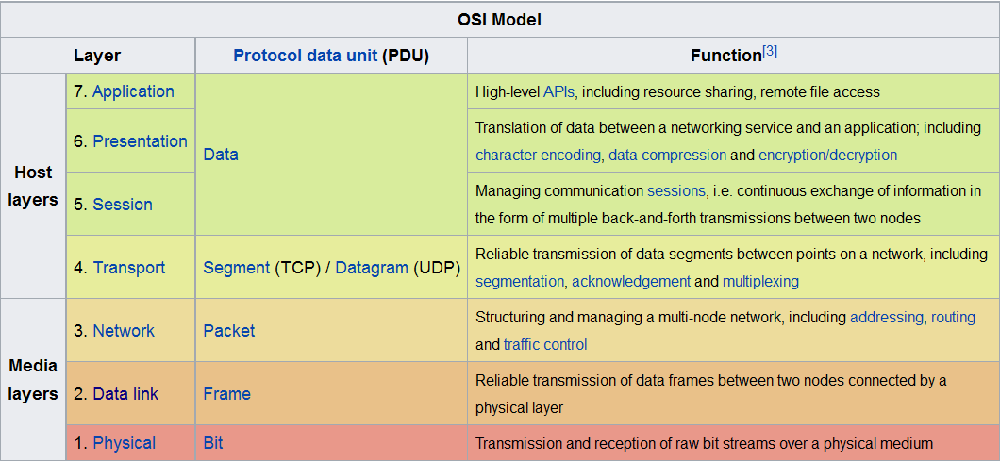 OSI Model
Layer Protocol data unit (PDU) Function[3]
Host
layers
7. Application
Data
High-level APIs, including resource sharing, remote file access
6. Presentation
Translation of data between a networking service and an application; including
character encoding, data compression and encryption/decryption
5. Session
Managing communication sessions, i.e. continuous exchange of information in
the form of multiple back-and-forth transmissions between two nodes
4. Transport
Segment (TCP) / Datagram (UDP)
Reliable transmission of data segments between points on a network, including
segmentation, acknowledgement and multiplexing
Media
layers
3. Network
Packet
Structuring and managing a multi-node network, including addressing, routing
and traffic control
2. Data link
Frame
Reliable transmission of data frames between two nodes connected by a
physical layer
1. Physical
Bit
Transmission and reception of raw bit streams over a physical medium